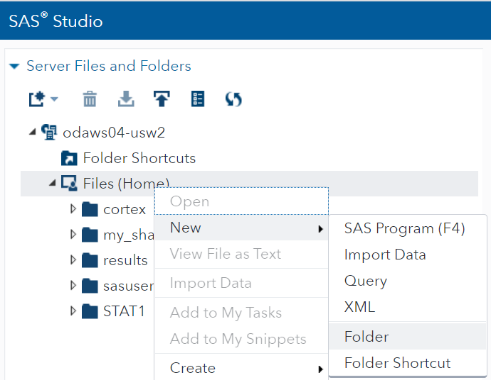 SAS® Studio
Server Files and Folders
odaws04-usw2
Folder Shortcuts
Files (Home)
cortex
my_sha
results
sasuser
STAT1
Open
New
View File as Text
Import Data
Add to My Tasks
Add to My Snippets
Create
SAS Program (F4)
Import Data
Query
XML
Folder
Folder Shortcut